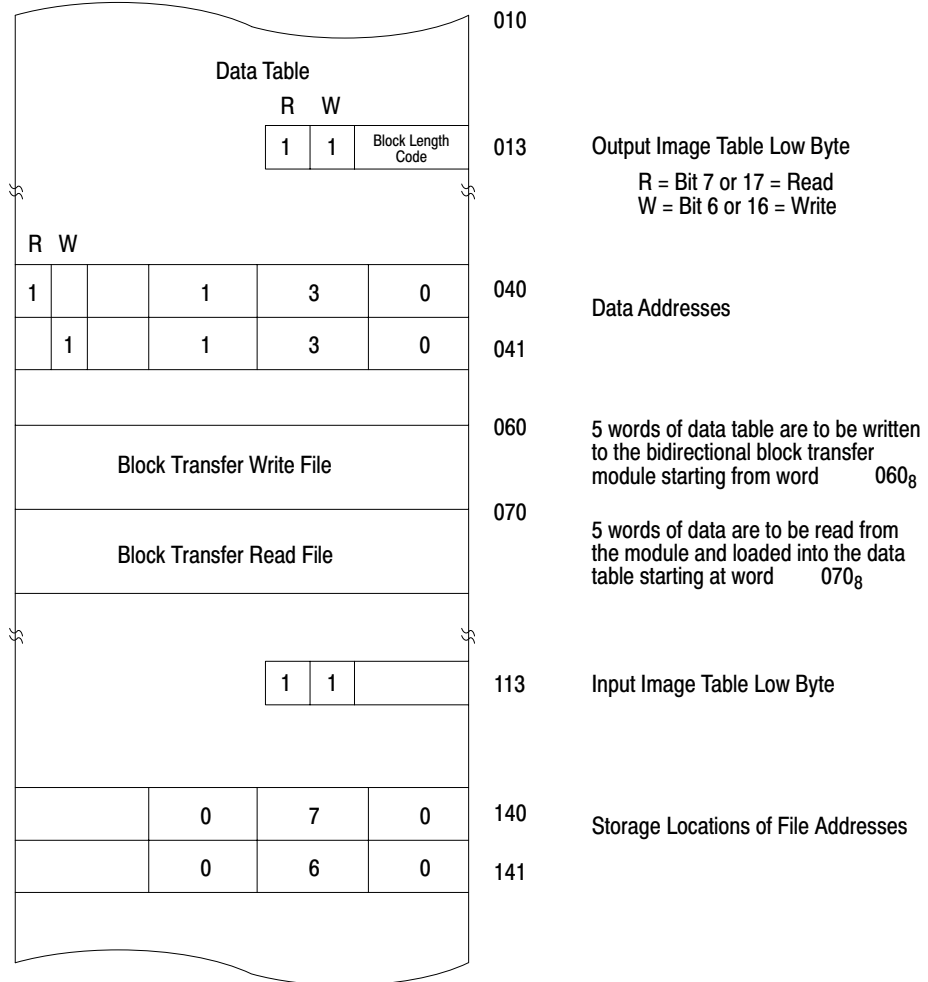 010
Data Table
R W
1 1 Block Length Code 013 Output Image Table Low Byte
R = Bit 7 or 17 = Read
W = Bit 6 or 16 = Write
R W
1 1 3 0 040
Data Addresses
1 1 3 0 041
060 5 words of data table are to be written
Block Transfer Write File to the bidirectional block transfer
module starting from word 060₈
070
Block Transfer Read File 5 words of data are to be read from
the module and loaded into the data
table starting at word 070₈
1 1 113 Input Image Table Low Byte
0 7 0 140
Storage Locations of File Addresses
0 6 0 141